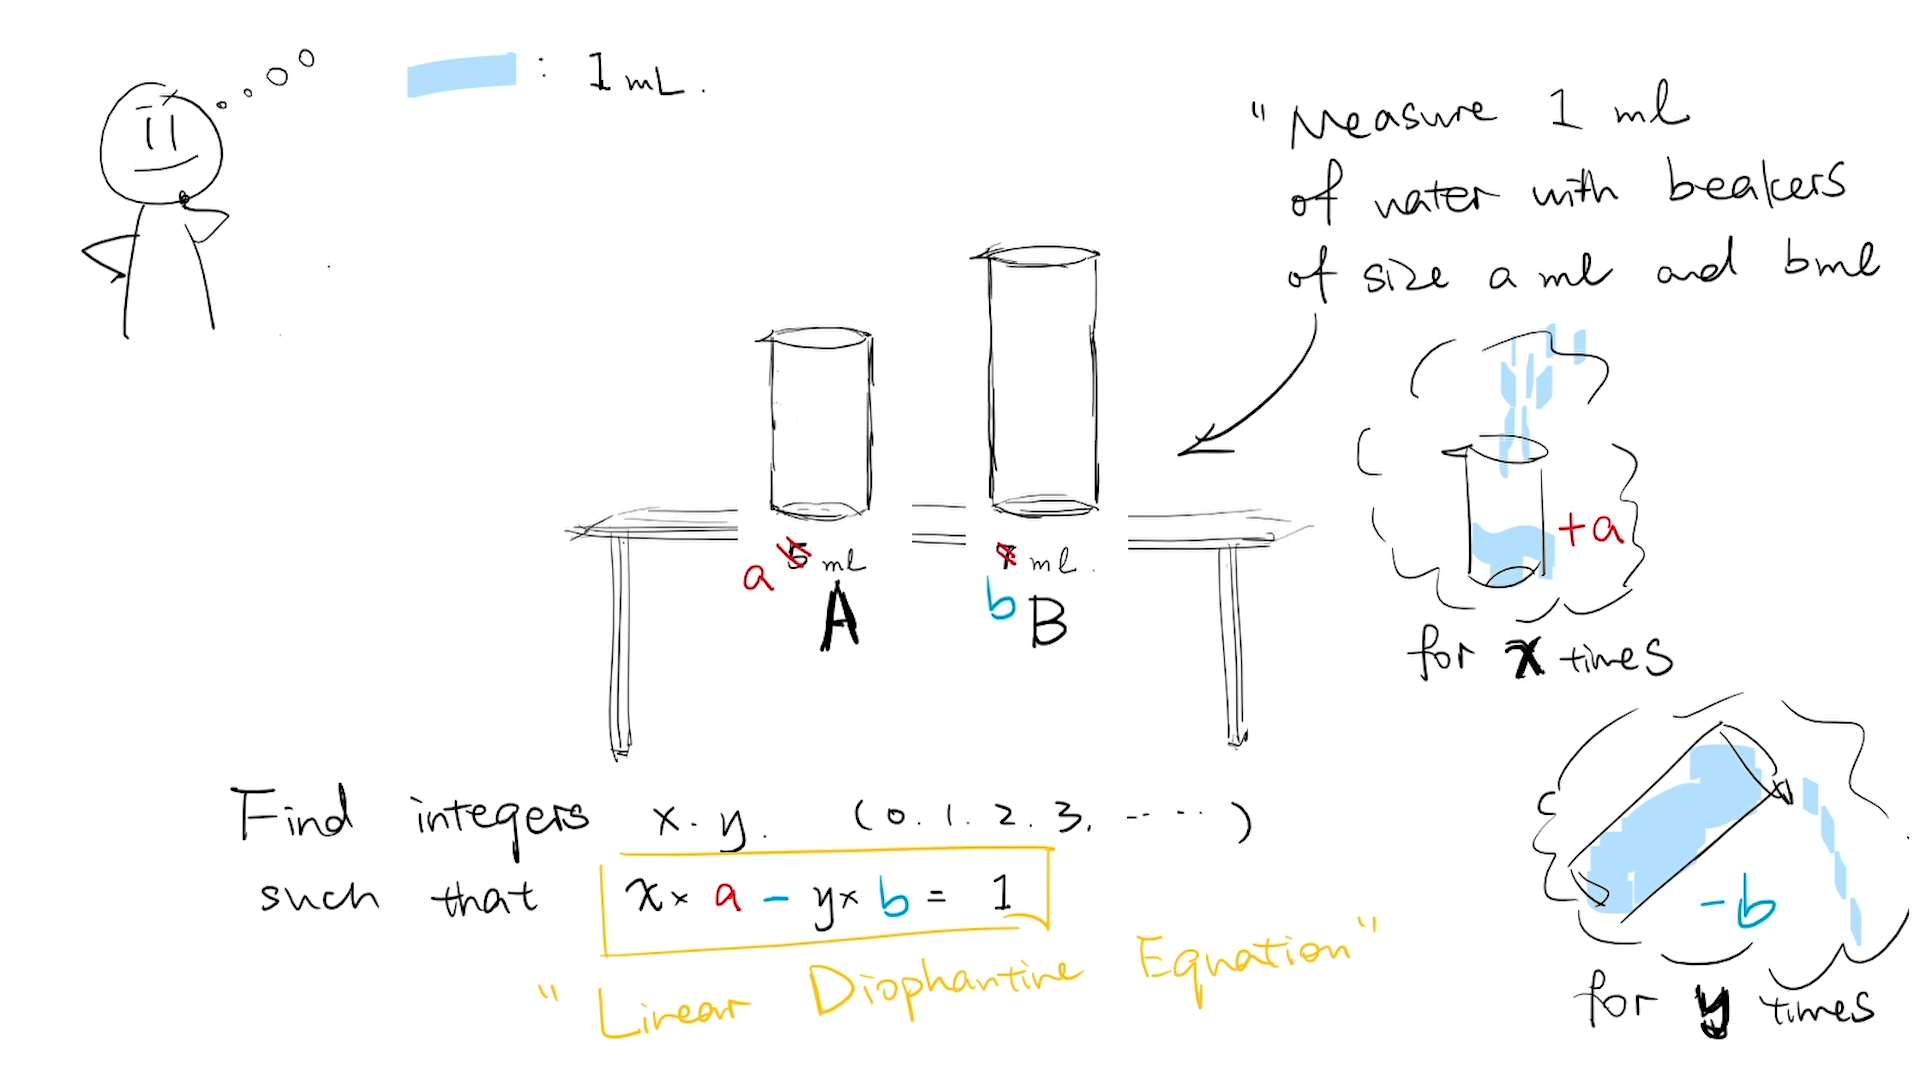 : 1 mL.
"Measure 1 ml
of water with beakers
of size a ml and bml
a 5 ml
7 ml.
A
b B
+a
for x times
Find integers x. y. (0. 1. 2. 3. ·····)
such that x× a - y× b = 1
"Linear Diophantine Equation"
-b
for y times